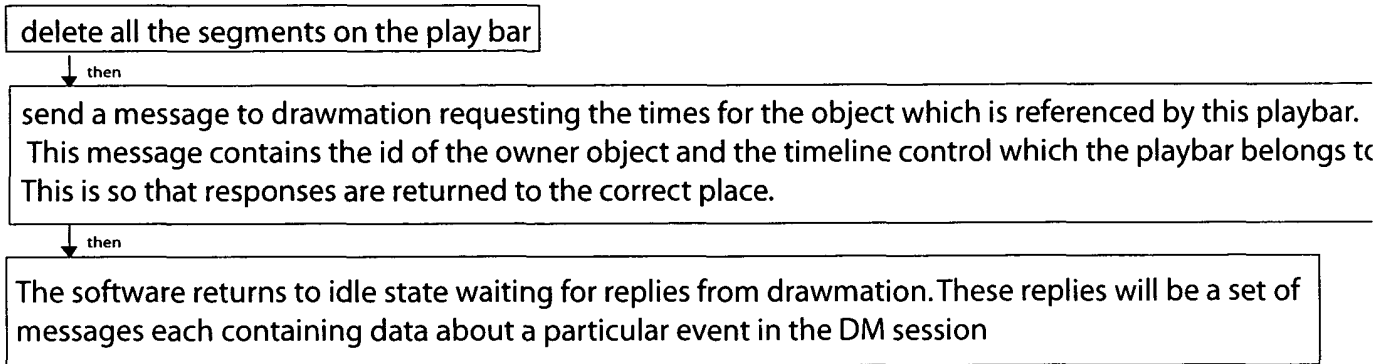 delete all the segments on the play bar
then
send a message to drawmation requesting the times for the object which is referenced by this playbar.
This message contains the id of the owner object and the timeline control which the playbar belongs to
This is so that responses are returned to the correct place.
then
The software returns to idle state waiting for replies from drawmation. These replies will be a set of
messages each containing data about a particular event in the DM session